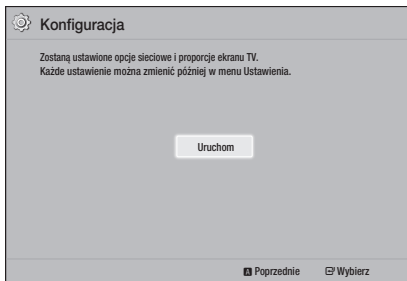 Konfiguracja
Zostaną ustawione opcje sieciowe i proporcje ekranu TV.
Każde ustawienie można zmienić później w menu Ustawienia.
Uruchom
A Poprzednie Wybierz